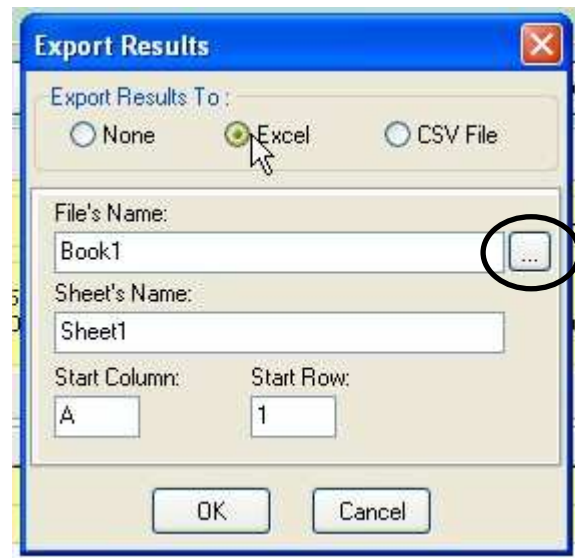 Export Results
Export Results To :
None Excel CSV File
File's Name:
Book1 ...
Sheet's Name:
Sheet1
Start Column: Start Row:
A 1
OK Cancel